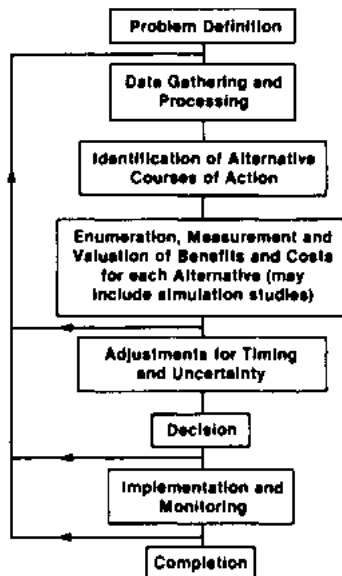 Problem Definition
Data Gathering and
Processing
Identification of Alternative
Courses of Action
Enumeration, Measurement and
Valuation of Benefits and Costs
for each Alternative (may
include simulation studies)
Adjustments for Timing
and Uncertainty
Decision
Implementation and
Monitoring
Completion